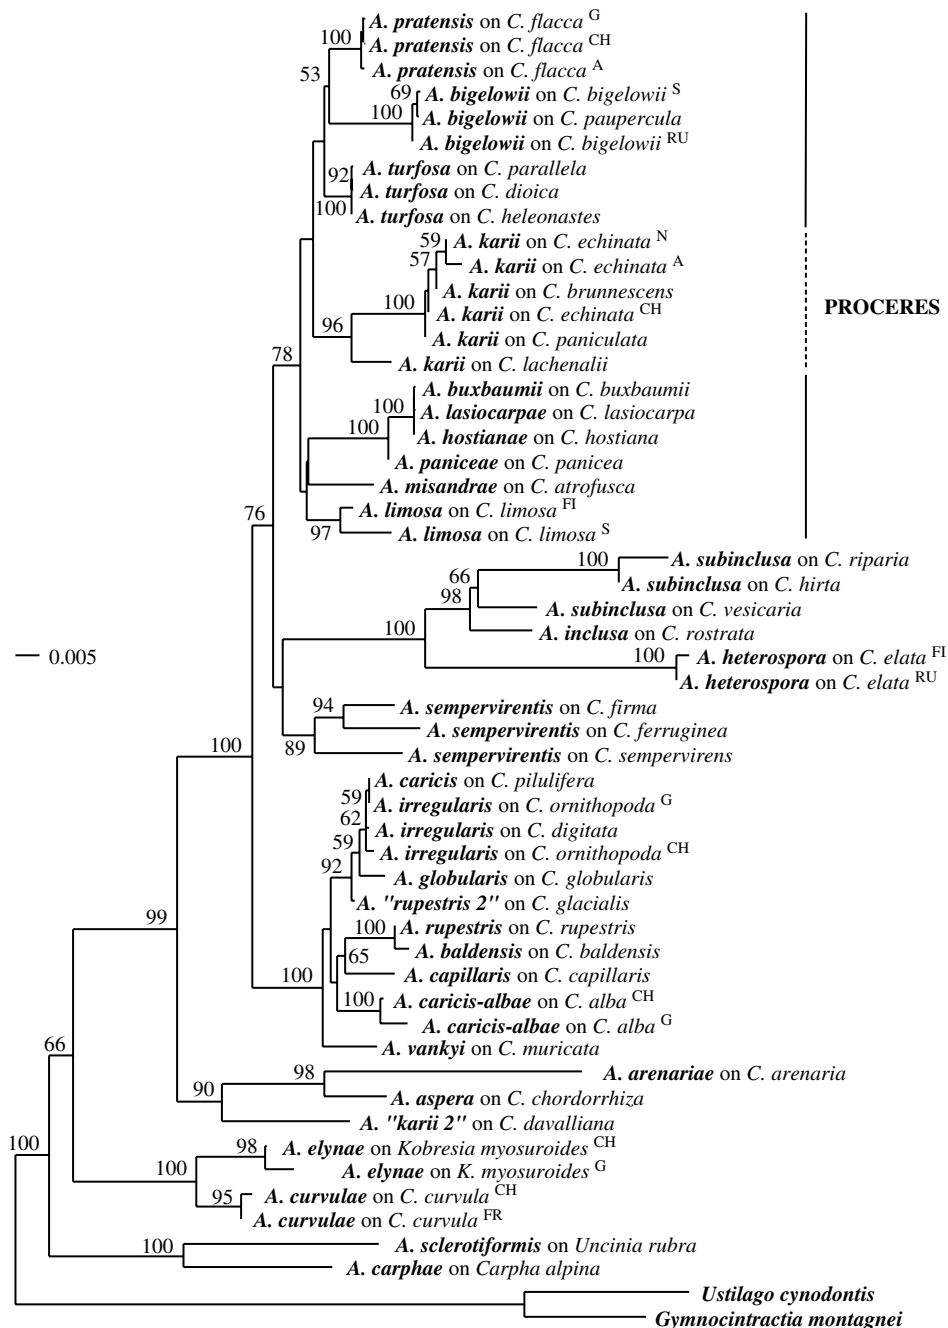 A. pratensis on C. flacca G
100
A. pratensis on C. flacca CH
A. pratensis on C. flacca A
53
69
A. bigelowii on C. bigelowii S
100
A. bigelowii on C. paupercula
A. bigelowii on C. bigelowii RU
A. turfosa on C. parallela
92
A. turfosa on C. dioica
100
A. turfosa on C. heleonastes
59
A. karii on C. echinata N
57
A. karii on C. echinata A
A. karii on C. brunnescens
100
A. karii on C. echinata CH
PROCERES
96
A. karii on C. paniculata
78
A. karii on C. lachenalii
A. buxbaumii on C. buxbaumii
100
A. lasiocarpae on C. lasiocarpa
100
A. hostianae on C. hostiana
A. paniceae on C. panicea
A. misandrae on C. atrofusca
76
A. limosa on C. limosa FI
97
A. limosa on C. limosa S
100
A. subinclusa on C. riparia
66
A. subinclusa on C. hirta
98
A. subinclusa on C. vesicaria
100
A. inclusa on C. rostrata
0.005
100
A. heterospora on C. elata FI
A. heterospora on C. elata RU
94
A. sempervirentis on C. firma
A. sempervirentis on C. ferruginea
100
89
A. sempervirentis on C. sempervirens
A. caricis on C. pilulifera
59
A. irregularis on C. ornithopoda G
62
A. irregularis on C. digitata
59
A. irregularis on C. ornithopoda CH
92
A. globularis on C. globularis
A. "rupestris 2" on C. glacialis
99
100
A. rupestris on C. rupestris
A. baldensis on C. baldensis
65
A. capillaris on C. capillaris
100
100
A. caricis-albae on C. alba CH
A. caricis-albae on C. alba G
66
A. vankyi on C. muricata
98
A. arenariae on C. arenaria
90
A. aspera on C. chordorrhiza
A. "karii 2" on C. davalliana
100
98
A. elynae on Kobresia myosuroides CH
100
A. elynae on K. myosuroides G
95
A. curvulae on C. curvula CH
A. curvulae on C. curvula FR
100
A. sclerotiformis on Uncinia rubra
A. carphae on Carpha alpina
Ustilago cynodontis
Gymnocintractia montagnei